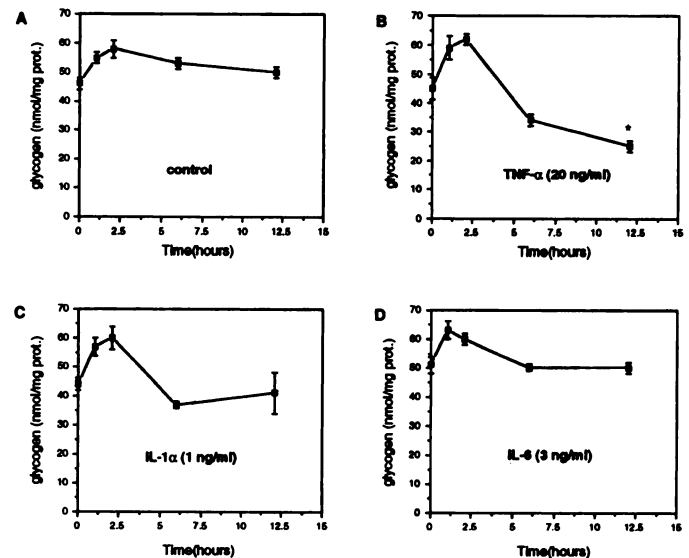 A
70
60
50
40
30
20
10
0
glycogen (nmol/mg prot.)
control
0 2.5 5 7.5 10 12.5 15
Time(hours)
B
70
60
50
40
30
20
10
0
glycogen (nmol/mg prot.)
*
TNF-α (20 ng/ml)
0 2.5 5 7.5 10 12.5 15
Time(hours)
C
70
60
50
40
30
20
10
0
glycogen (nmol/mg prot.)
IL-1α (1 ng/ml)
0 2.5 5 7.5 10 12.5 15
Time(hours)
D
70
60
50
40
30
20
10
0
glycogen (nmol/mg prot.)
IL-6 (3 ng/ml)
0 2.5 5 7.5 10 12.5 15
Time(hours)